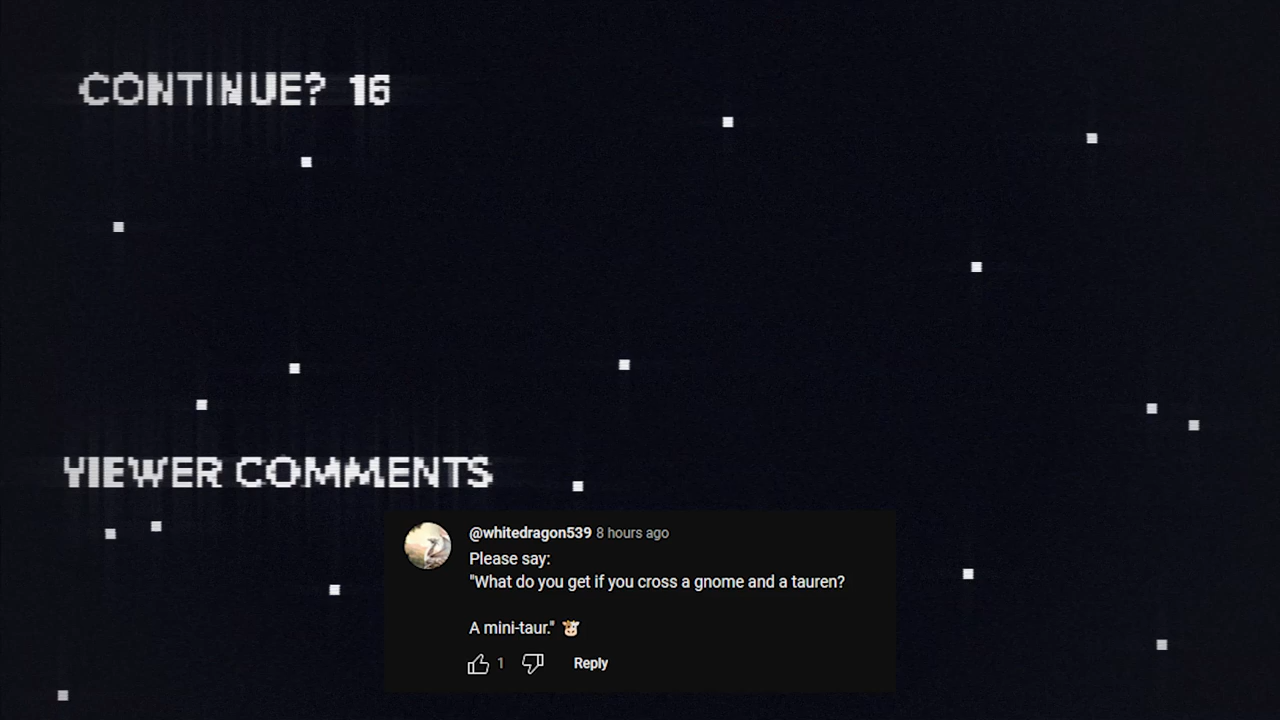 CONTINUE? 16
VIEWER COMMENTS
@whitedragon539 8 hours ago
Please say:
"What do you get if you cross a gnome and a tauren?
A mini-taur." 🐮
1 Reply